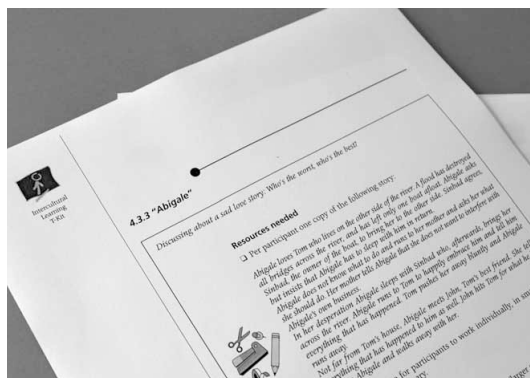 Intercultural
Learning
T-Kit
4.3.3 "Abigale"
Discussing about a sad love story: Who's the worst, who's the best?
Resources needed
❑ Per participant one copy of the following story:
Abigale loves Tom who lives on the other side of the river. A flood has destroyed
all bridges across the river, and has left only one boat afloat. Abigale asks
Sinbad, the owner of the boat, to bring her to the other side. Sinbad agrees,
but insists that Abigale has to sleep with him in return.
Abigale does not know what to do and runs to her mother and asks her what
she should do. Her mother tells Abigale that she does not want to interfere with
Abigale's own business.
In her desperation Abigale sleeps with Sinbad who, afterwards, brings her
across the river. Abigale runs to Tom to happily embrace him and tell him
everything that has happened. Tom pushes her away bluntly and Abigale
runs away.
Not far from Tom's house, Abigale meets John, Tom's best friend. She
everything that has happened to him as well. John hits Tom for what he
Abigale and walks away with her.
for participants to work individually, in